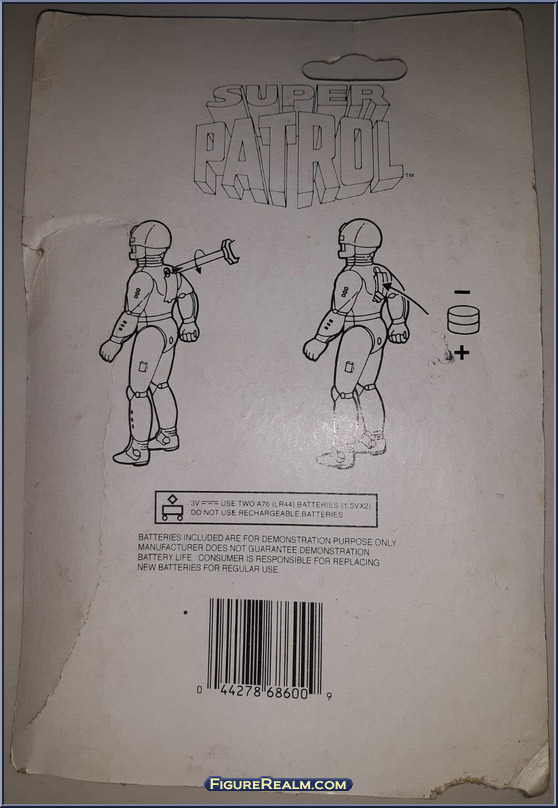 SUPER
PATROL™
−
+
3V USE TWO A76 (LR44) BATTERIES (1.5VX2)
DO NOT USE RECHARGEABLE BATTERIES
BATTERIES INCLUDED ARE FOR DEMONSTRATION PURPOSE ONLY
MANUFACTURER DOES NOT GUARANTEE DEMONSTRATION
BATTERY LIFE. CONSUMER IS RESPONSIBLE FOR REPLACING
NEW BATTERIES FOR REGULAR USE
0 44278 68600 9
FIGUREREALM.COM